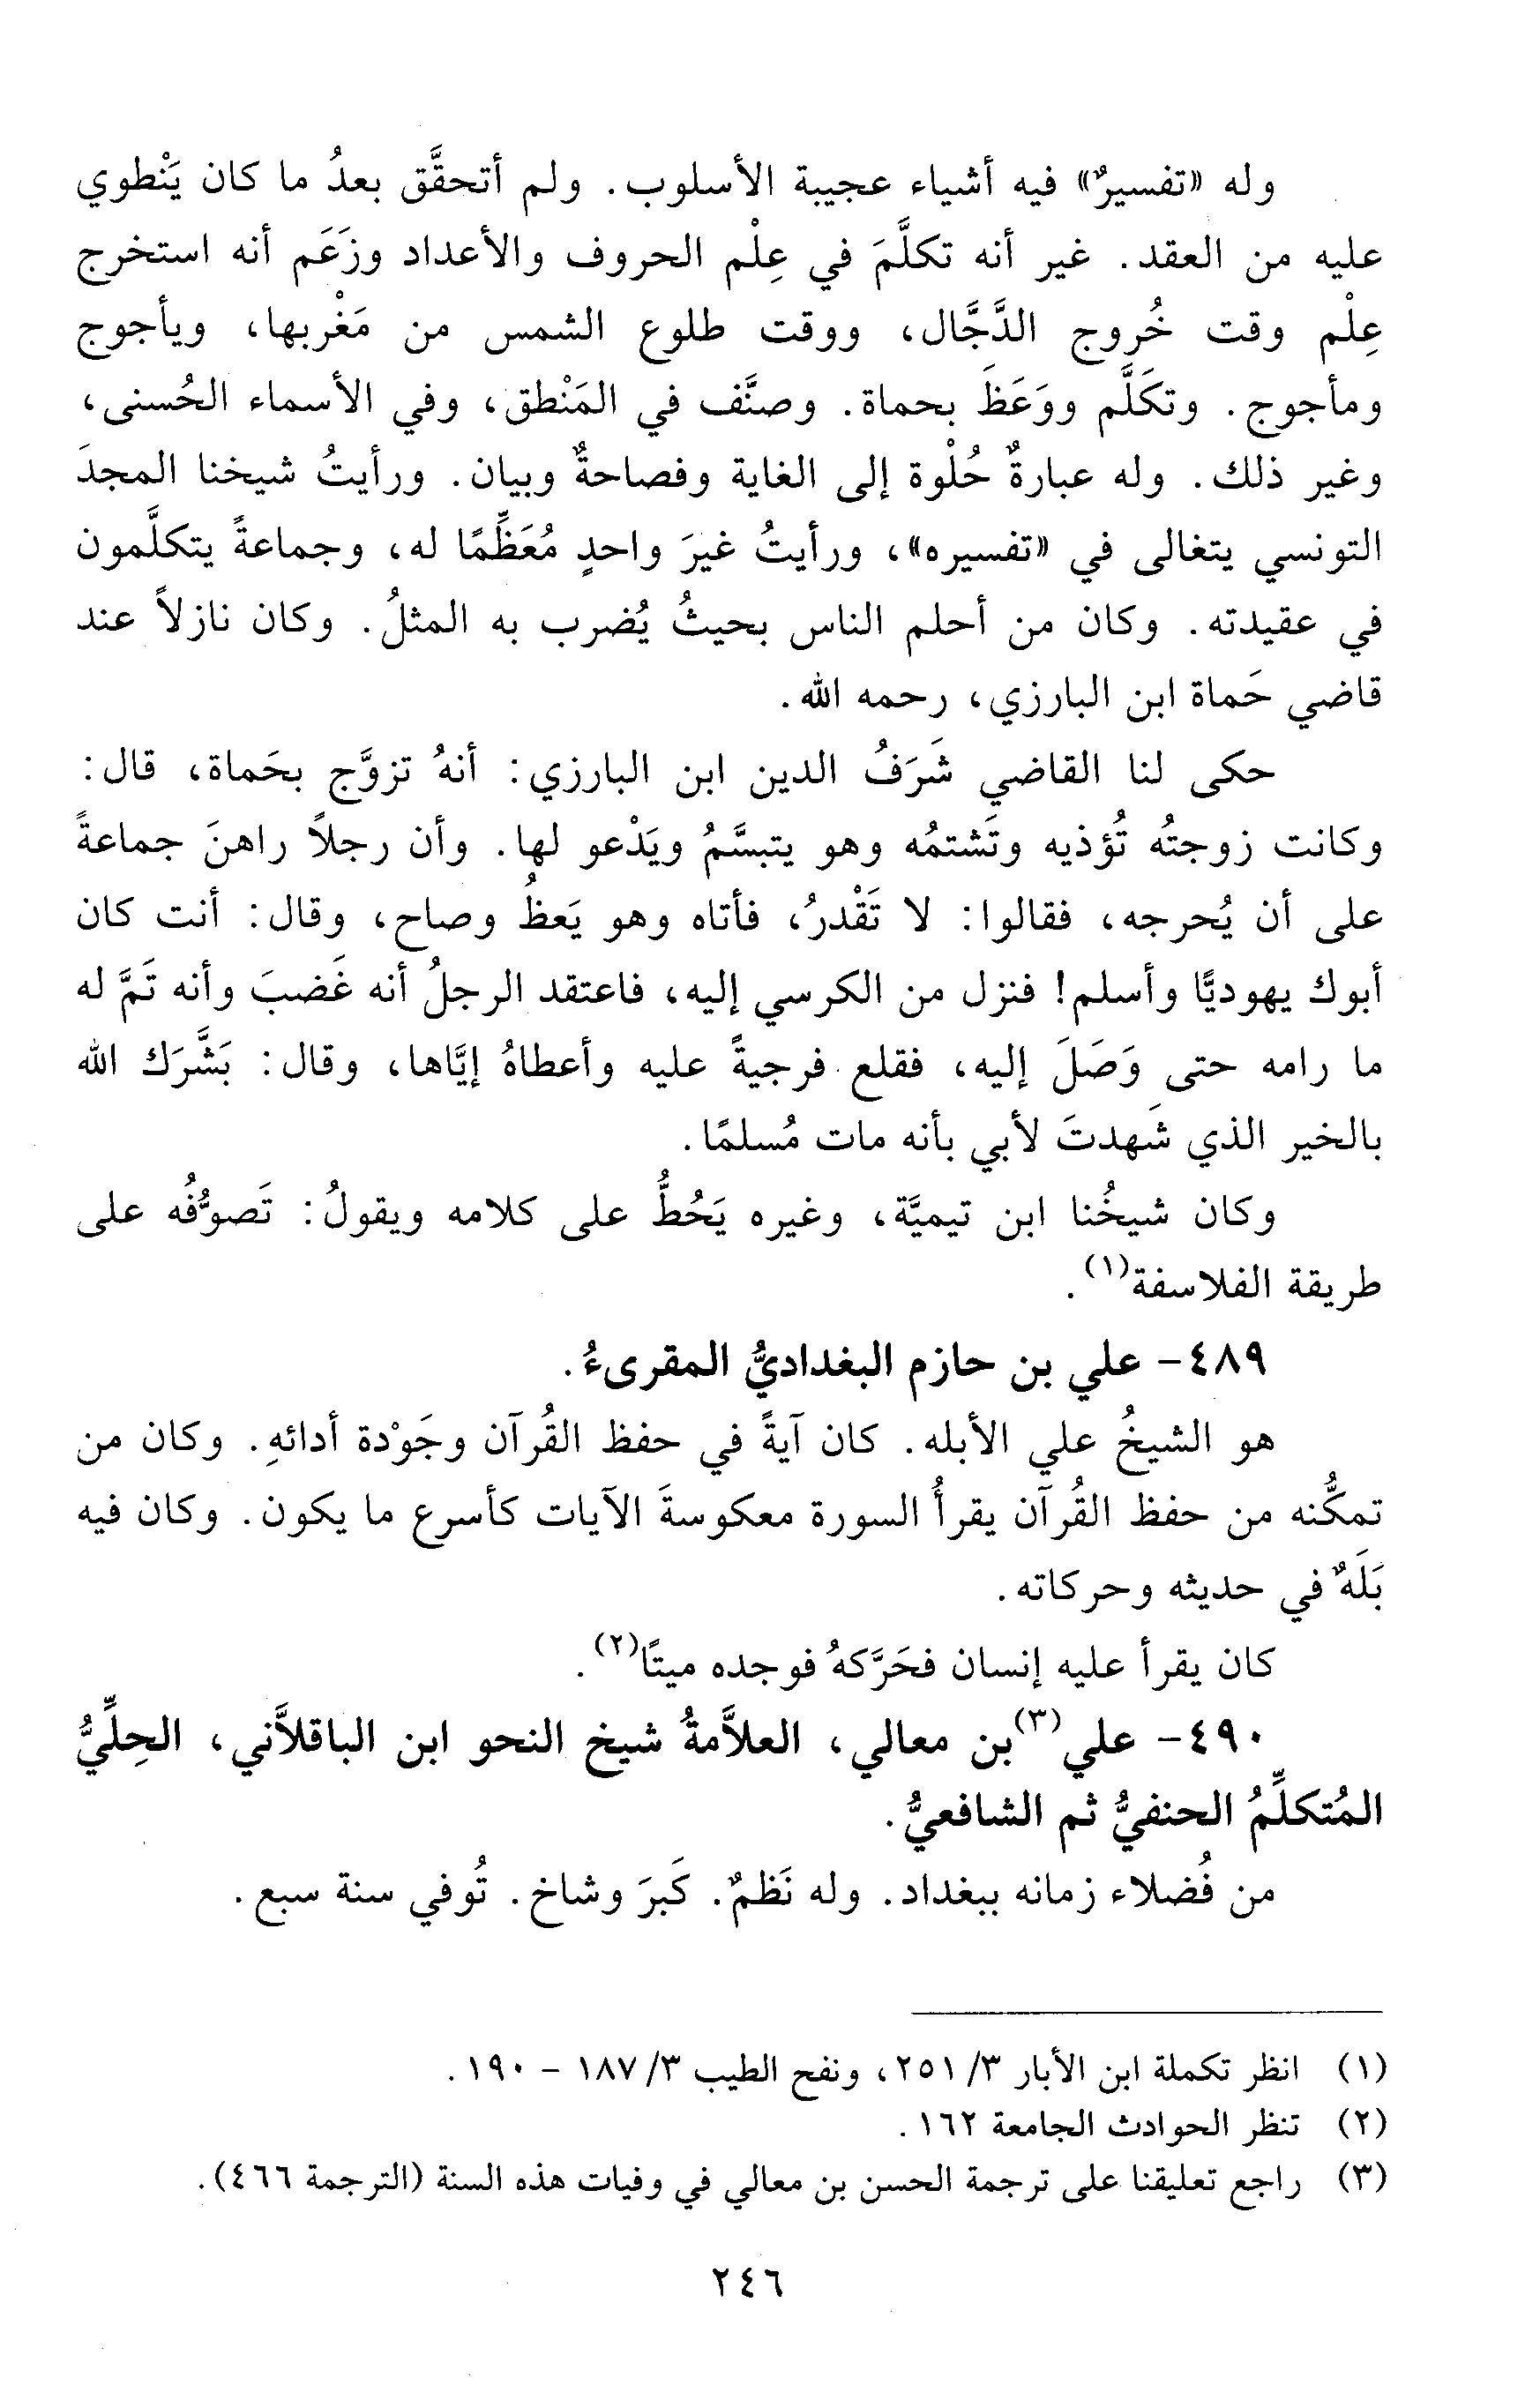 وله «تفسيرٌ» فيه أشياء عجيبة الأسلوب. ولم أتحقَّق بعدُ ما كان يَنْطوي
عليه من العقد. غير أنه تكلَّمَ في عِلْم الحروف والأعداد وزَعَم أنه استخرج
عِلْم وقت خُروج الدَّجَّال، ووقت طلوع الشمس من مَغْربها، ويأجوج
ومأجوج. وتكَلَّم ووَعَظَ بحماة. وصنَّف في المَنْطق، وفي الأسماء الحُسنى،
وغير ذلك. وله عبارةٌ حُلْوة إلى الغاية وفصاحةٌ وبيان. ورأيتُ شيخنا المجدَ
التونسي يتغالى في «تفسيره»، ورأيتُ غيرَ واحدٍ مُعَظِّمًا له، وجماعةً يتكلَّمون
في عقيدته. وكان من أحلم الناس بحيثُ يُضرب به المثلُ. وكان نازلاً عند
قاضي حَماة ابن البارزي، رحمه الله.
حكى لنا القاضي شَرَفُ الدين ابن البارزي: أنهُ تزوَّج بحَماة، قال:
وكانت زوجتُه تُؤذيه وتَشتمُه وهو يتبسَّمُ ويَدْعو لها. وأن رجلاً راهنَ جماعةً
على أن يُحرجه، فقالوا: لا تَقْدرُ، فأتاه وهو يَعظُ وصاح، وقال: أنت كان
أبوك يهوديًّا وأسلم! فنزل من الكرسي إليه، فاعتقد الرجلُ أنه غَضبَ وأنه تَمَّ له
ما رامه حتى وَصَلَ إليه، فقلع فرجيةً عليه وأعطاهُ إيَّاها، وقال: بَشَّرَك الله
بالخير الذي شَهدتَ لأبي بأنه مات مُسلمًا.
وكان شيخُنا ابن تيميَّة، وغيره يَحُطُّ على كلامه ويقولُ: تَصوُّفُه على
طريقة الفلاسفة(١).
٤٨٩- علي بن حازم البغداديُّ المقرىءُ.
هو الشيخُ علي الأبله. كان آيةً في حفظ القُرآن وجَوْدة أدائهِ. وكان من
تمكُّنه من حفظ القُرآن يقرأُ السورة معكوسةَ الآيات كأسرع ما يكون. وكان فيه
بَلَهٌ في حديثه وحركاته.
كان يقرأ عليه إنسان فحَرَّكهُ فوجده ميتًا(٢).
٤٩٠- علي(٣) بن معالي، العلاَّمةُ شيخ النحو ابن الباقلاَّني، الحِلِّيُّ
المُتكلِّمُ الحنفيُّ ثم الشافعيُّ.
من فُضلاء زمانه ببغداد. وله نَظمٌ. كَبرَ وشاخ. تُوفي سنة سبع.
(١) انظر تكملة ابن الأبار ٣/ ٢٥١، ونفح الطيب ٣/ ١٨٧ - ١٩٠.
(٢) تنظر الحوادث الجامعة ١٦٢.
(٣) راجع تعليقنا على ترجمة الحسن بن معالي في وفيات هذه السنة (الترجمة ٤٦٦).
٢٤٦